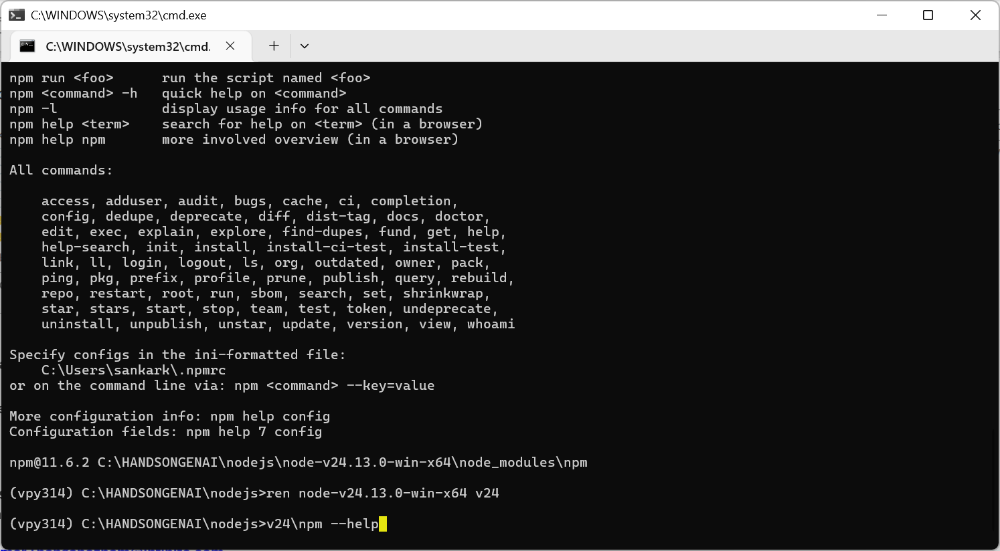 C:\WINDOWS\system32\cmd.exe
C:\WINDOWS\system32\cmd.
npm run <foo>      run the script named <foo>
npm <command> -h   quick help on <command>
npm -l             display usage info for all commands
npm help <term>    search for help on <term> (in a browser)
npm help npm       more involved overview (in a browser)
All commands:
    access, adduser, audit, bugs, cache, ci, completion,
    config, dedupe, deprecate, diff, dist-tag, docs, doctor,
    edit, exec, explain, explore, find-dupes, fund, get, help,
    help-search, init, install, install-ci-test, install-test,
    link, ll, login, logout, ls, org, outdated, owner, pack,
    ping, pkg, prefix, profile, prune, publish, query, rebuild,
    repo, restart, root, run, sbom, search, set, shrinkwrap,
    star, stars, start, stop, team, test, token, undeprecate,
    uninstall, unpublish, unstar, update, version, view, whoami
Specify configs in the ini-formatted file:
    C:\Users\sankark\.npmrc
or on the command line via: npm <command> --key=value
More configuration info: npm help config
Configuration fields: npm help 7 config
npm@11.6.2 C:\HANDSONGENAI\nodejs\node-v24.13.0-win-x64\node_modules\npm
(vpy314) C:\HANDSONGENAI\nodejs>ren node-v24.13.0-win-x64 v24
(vpy314) C:\HANDSONGENAI\nodejs>v24\npm --help